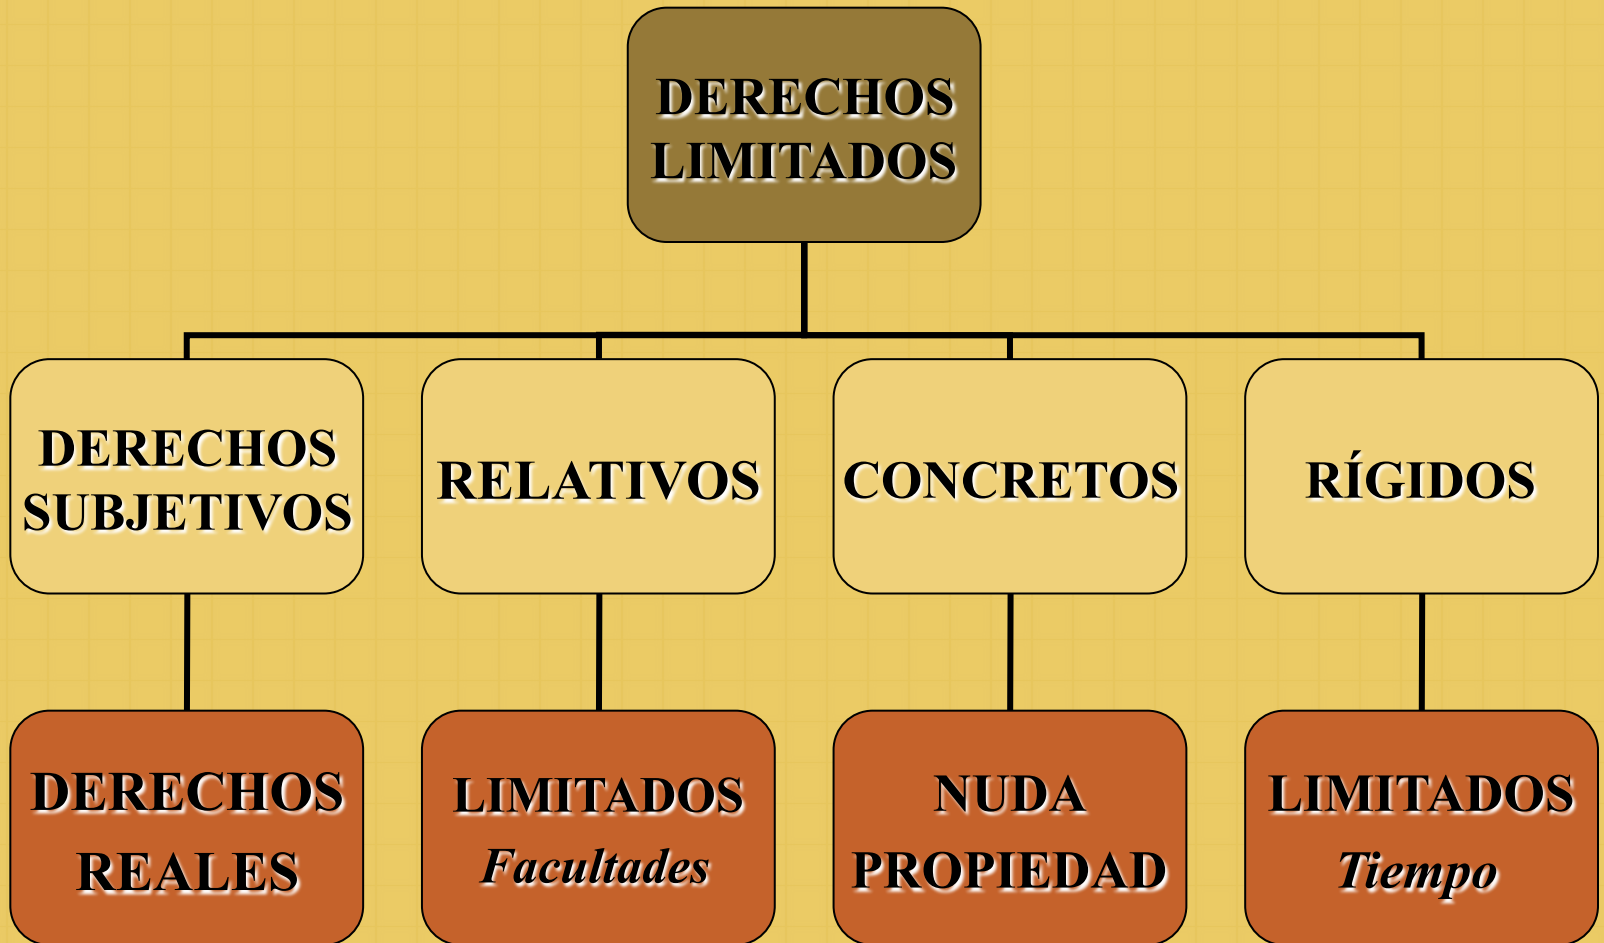 DERECHOS
LIMITADOS
DERECHOS
SUBJETIVOS
RELATIVOS
CONCRETOS
RÍGIDOS
DERECHOS
REALES
LIMITADOS
Facultades
NUDA
PROPIEDAD
LIMITADOS
Tiempo